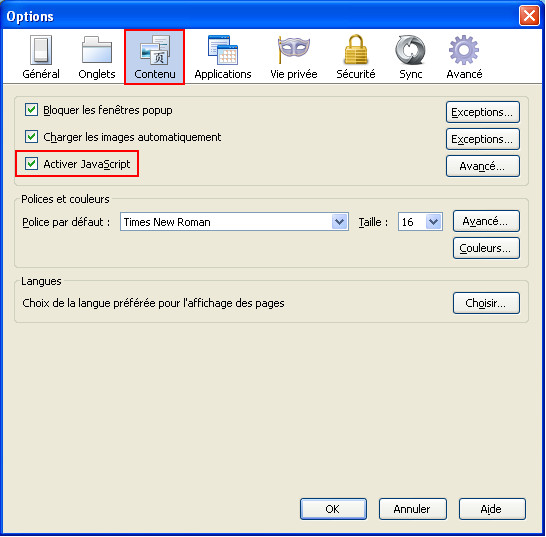 Options
Général Onglets Contenu Applications Vie privée Sécurité Sync Avancé
Bloquer les fenêtres popup Exceptions...
Charger les images automatiquement Exceptions...
Activer JavaScript Avancé...
Polices et couleurs
Police par défaut : Times New Roman Taille : 16 Avancé...
Couleurs...
Langues
Choix de la langue préférée pour l'affichage des pages Choisir...
OK Annuler Aide